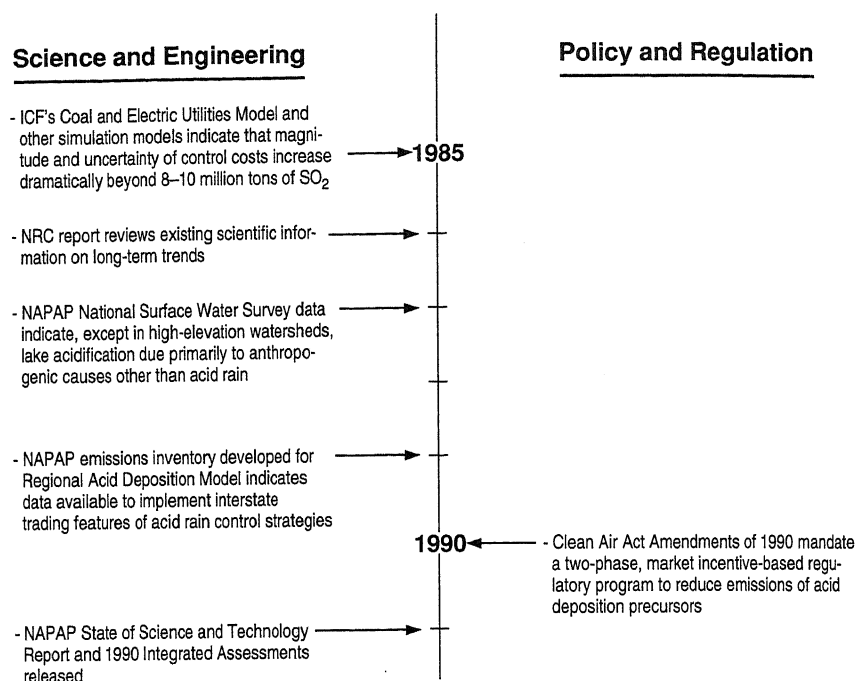 Science and Engineering
Policy and Regulation
- ICF's Coal and Electric Utilities Model and
other simulation models indicate that magni-
tude and uncertainty of control costs increase
dramatically beyond 8–10 million tons of SO2
1985
- NRC report reviews existing scientific infor-
mation on long-term trends
- NAPAP National Surface Water Survey data
indicate, except in high-elevation watersheds,
lake acidification due primarily to anthropo-
genic causes other than acid rain
- NAPAP emissions inventory developed for
Regional Acid Deposition Model indicates
data available to implement interstate
trading features of acid rain control strategies
1990
- Clean Air Act Amendments of 1990 mandate
a two-phase, market incentive-based regu-
latory program to reduce emissions of acid
deposition precursors
- NAPAP State of Science and Technology
Report and 1990 Integrated Assessments
released